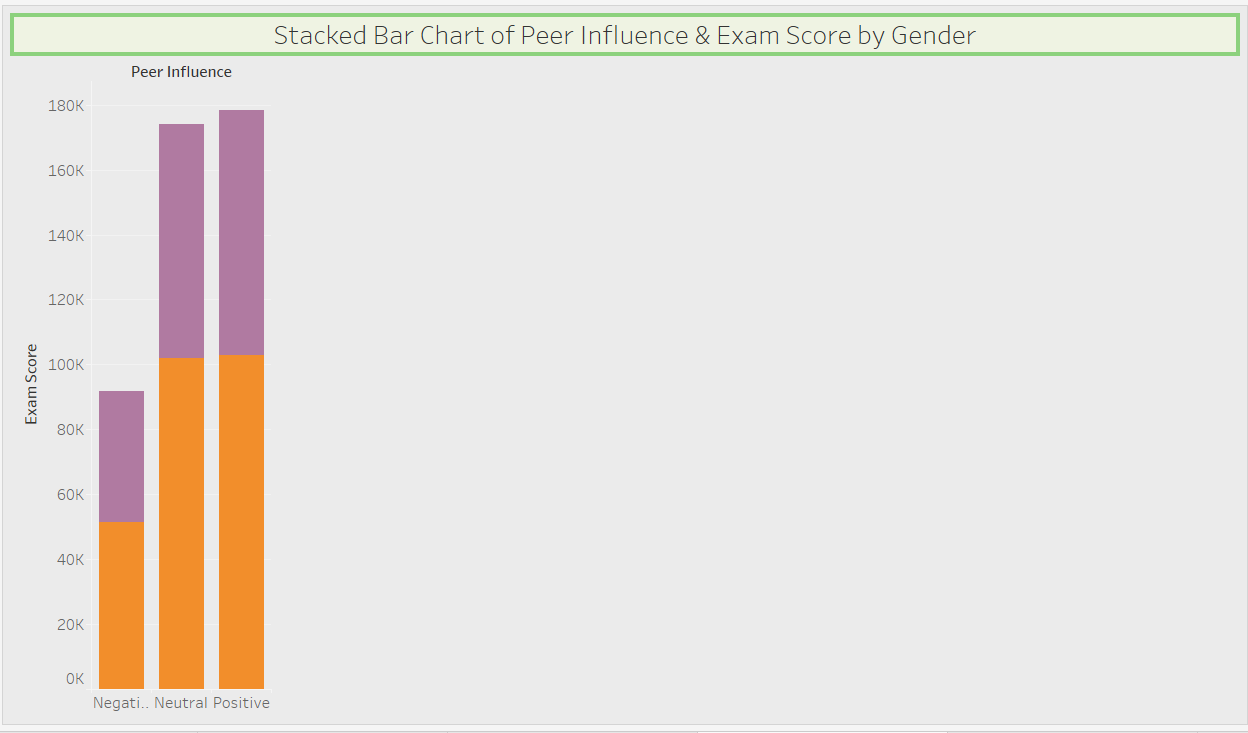 Stacked Bar Chart of Peer Influence & Exam Score by Gender
Peer Influence
180K
160K
140K
120K
100K
80K
60K
40K
20K
0K
Exam Score
Negati.. Neutral Positive